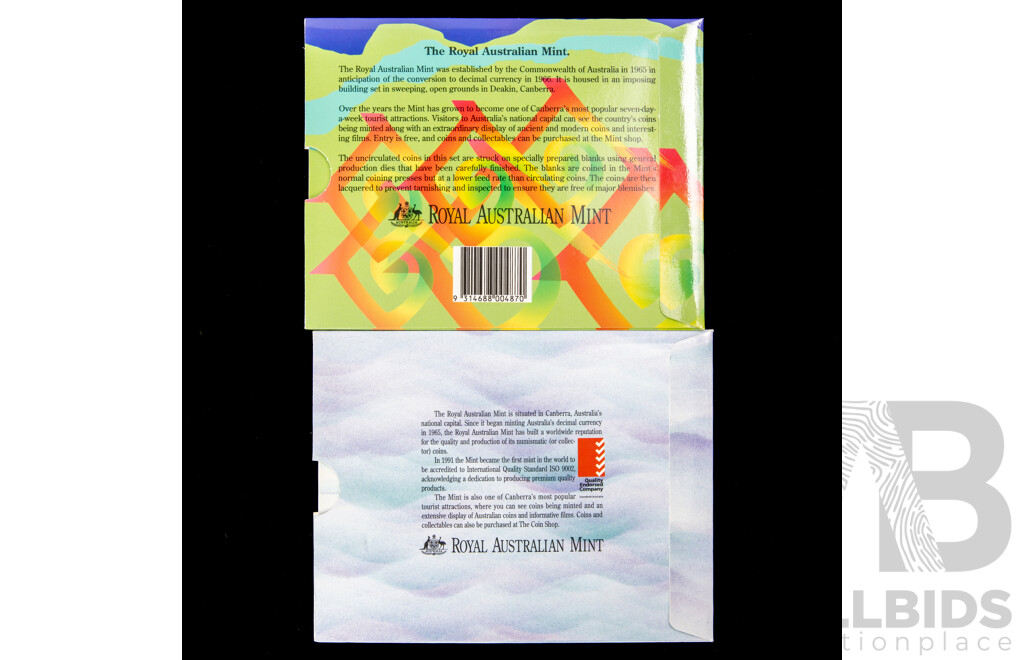 The Royal Australian Mint.
The Royal Australian Mint was established by the Commonwealth of Australia in 1965 in
anticipation of the conversion to decimal currency in 1966. It is housed in an imposing
building set in sweeping, open grounds in Deakin, Canberra.
Over the years the Mint has grown to become one of Canberra's most popular seven-day-
a-week tourist attractions. Visitors to Australia's national capital can see the country's coins
being minted along with an extraordinary display of ancient and modern coins and interest-
ing films. Entry is free, and coins and collectables can be purchased at the Mint shop.
The uncirculated coins in this set are struck on specially prepared blanks using general
production dies that have been carefully finished. The blanks are coined in the Mint's
normal coining presses but at a lower feed rate than circulating coins. The coins are then
lacquered to prevent tarnishing and inspected to ensure they are free of major blemishes.
ROYAL AUSTRALIAN MINT
9 314688 004870
The Royal Australian Mint is situated in Canberra, Australia's
national capital. Since it began minting Australia's decimal currency
in 1965, the Royal Australian Mint has built a worldwide reputation
for the quality and production of its numismatic (or collec-
tor) coins.
In 1991 the Mint became the first mint in the world to
be accredited to International Quality Standard ISO 9002,
acknowledging a dedication to producing premium quality
products.
Quality
Endorsed
Company
The Mint is also one of Canberra's most popular
tourist attractions, where you can see coins being minted and an
extensive display of Australian coins and informative films. Coins and
collectables can also be purchased at The Coin Shop.
ROYAL AUSTRALIAN MINT
AB
LLBIDS
tionplace